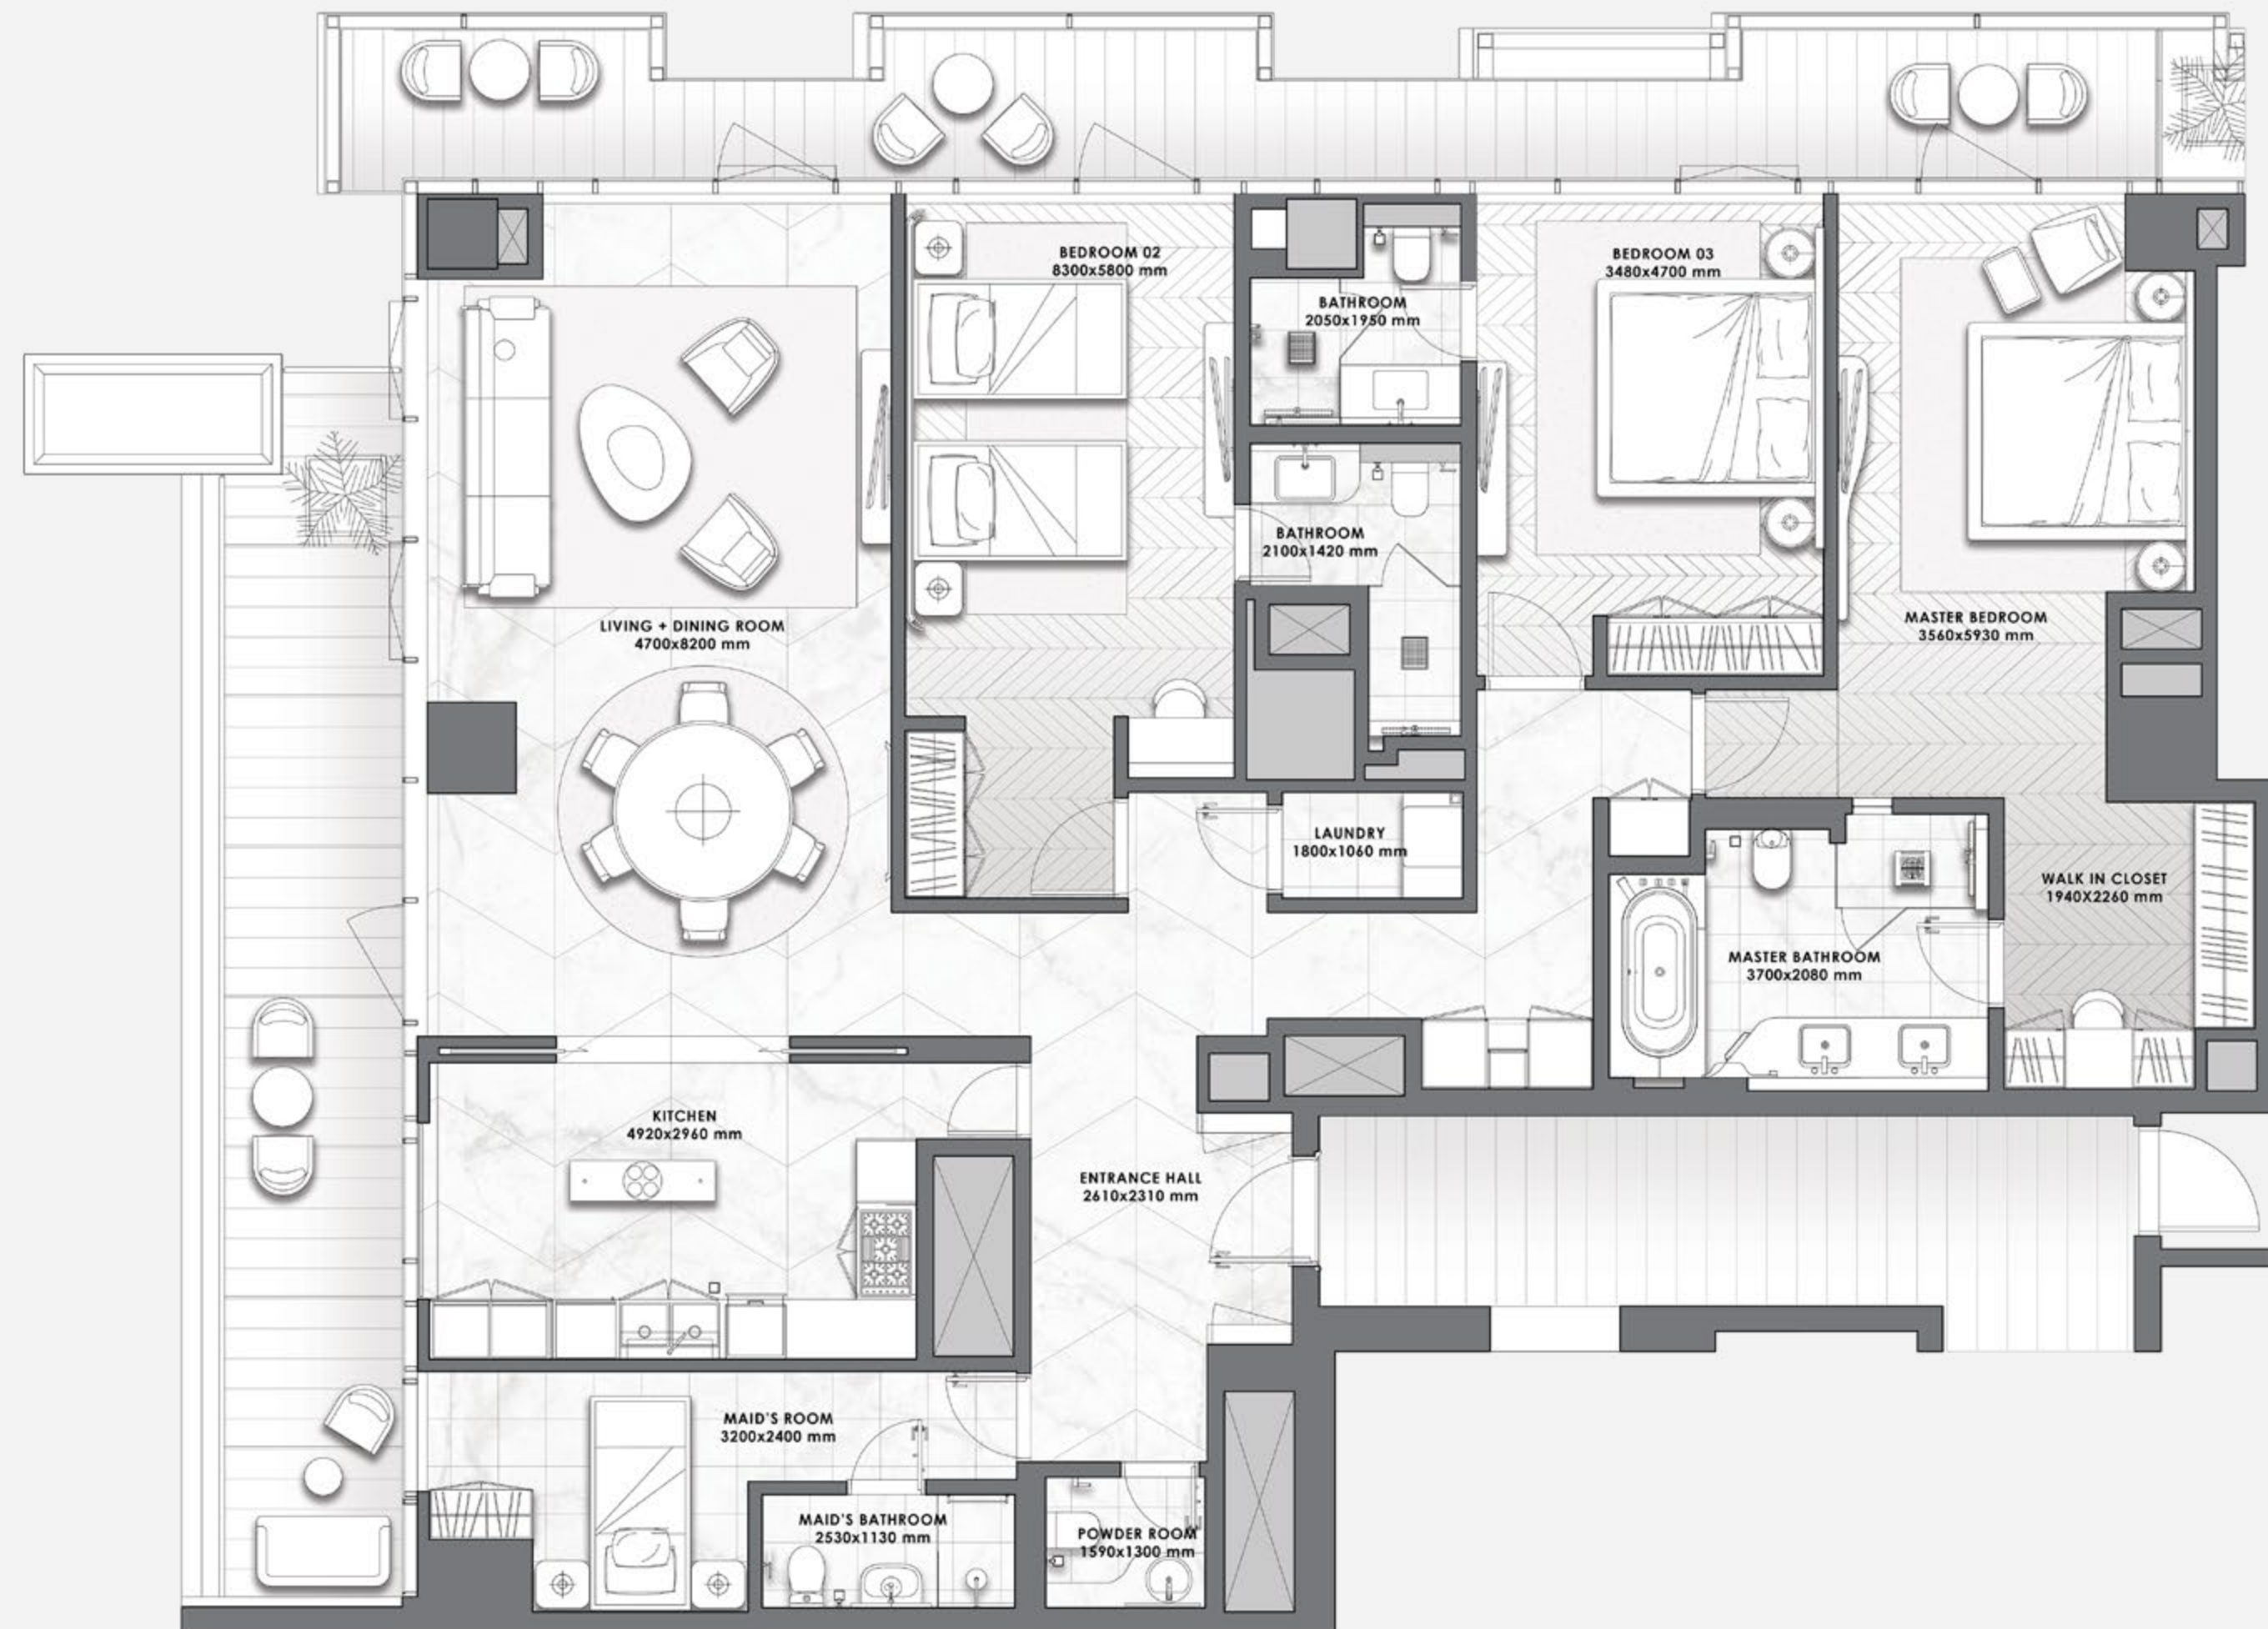 BEDROOM 02
8300x5800 mm
BEDROOM 03
3480x4700 mm
BATHROOM
2050x1950 mm
BATHROOM
2100x1420 mm
LIVING + DINING ROOM
4700x8200 mm
MASTER BEDROOM
3560x5930 mm
LAUNDRY
1800x1060 mm
WALK IN CLOSET
1940X2260 mm
MASTER BATHROOM
3700x2080 mm
KITCHEN
4920x2960 mm
ENTRANCE HALL
2610x2310 mm
MAID'S ROOM
3200x2400 mm
MAID'S BATHROOM
2530x1130 mm
POWDER ROOM
1590x1300 mm